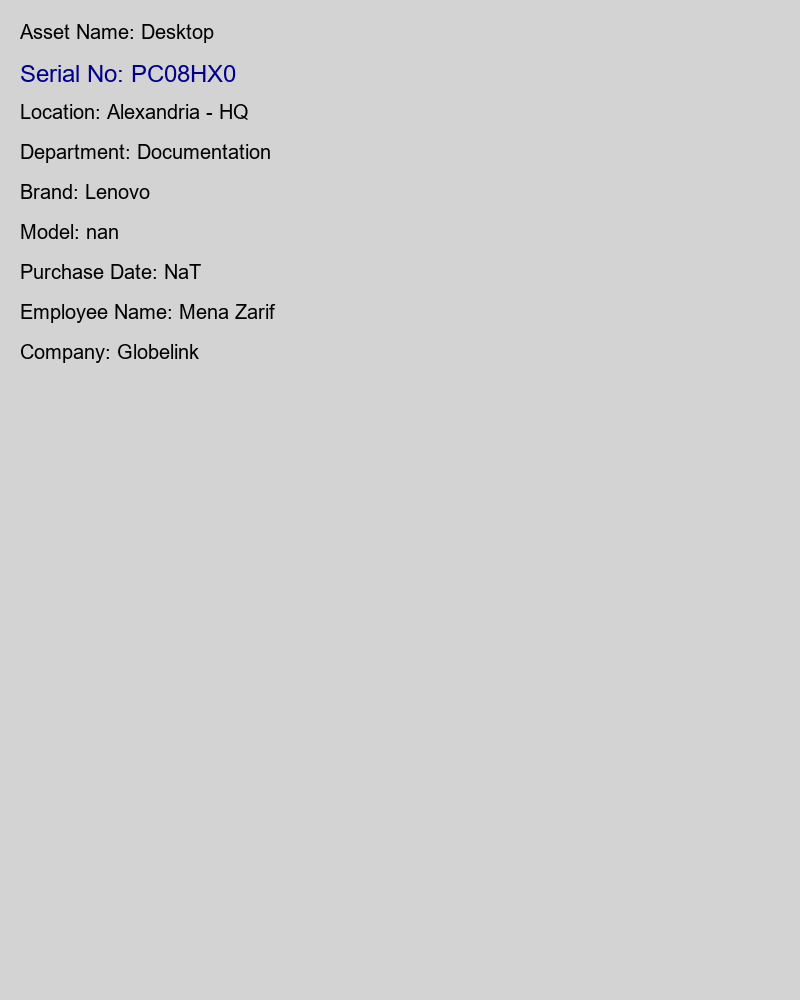 Asset Name: Desktop
Serial No: PC08HX0
Location: Alexandria - HQ
Department: Documentation
Brand: Lenovo
Model: nan
Purchase Date: NaT
Employee Name: Mena Zarif
Company: Globelink